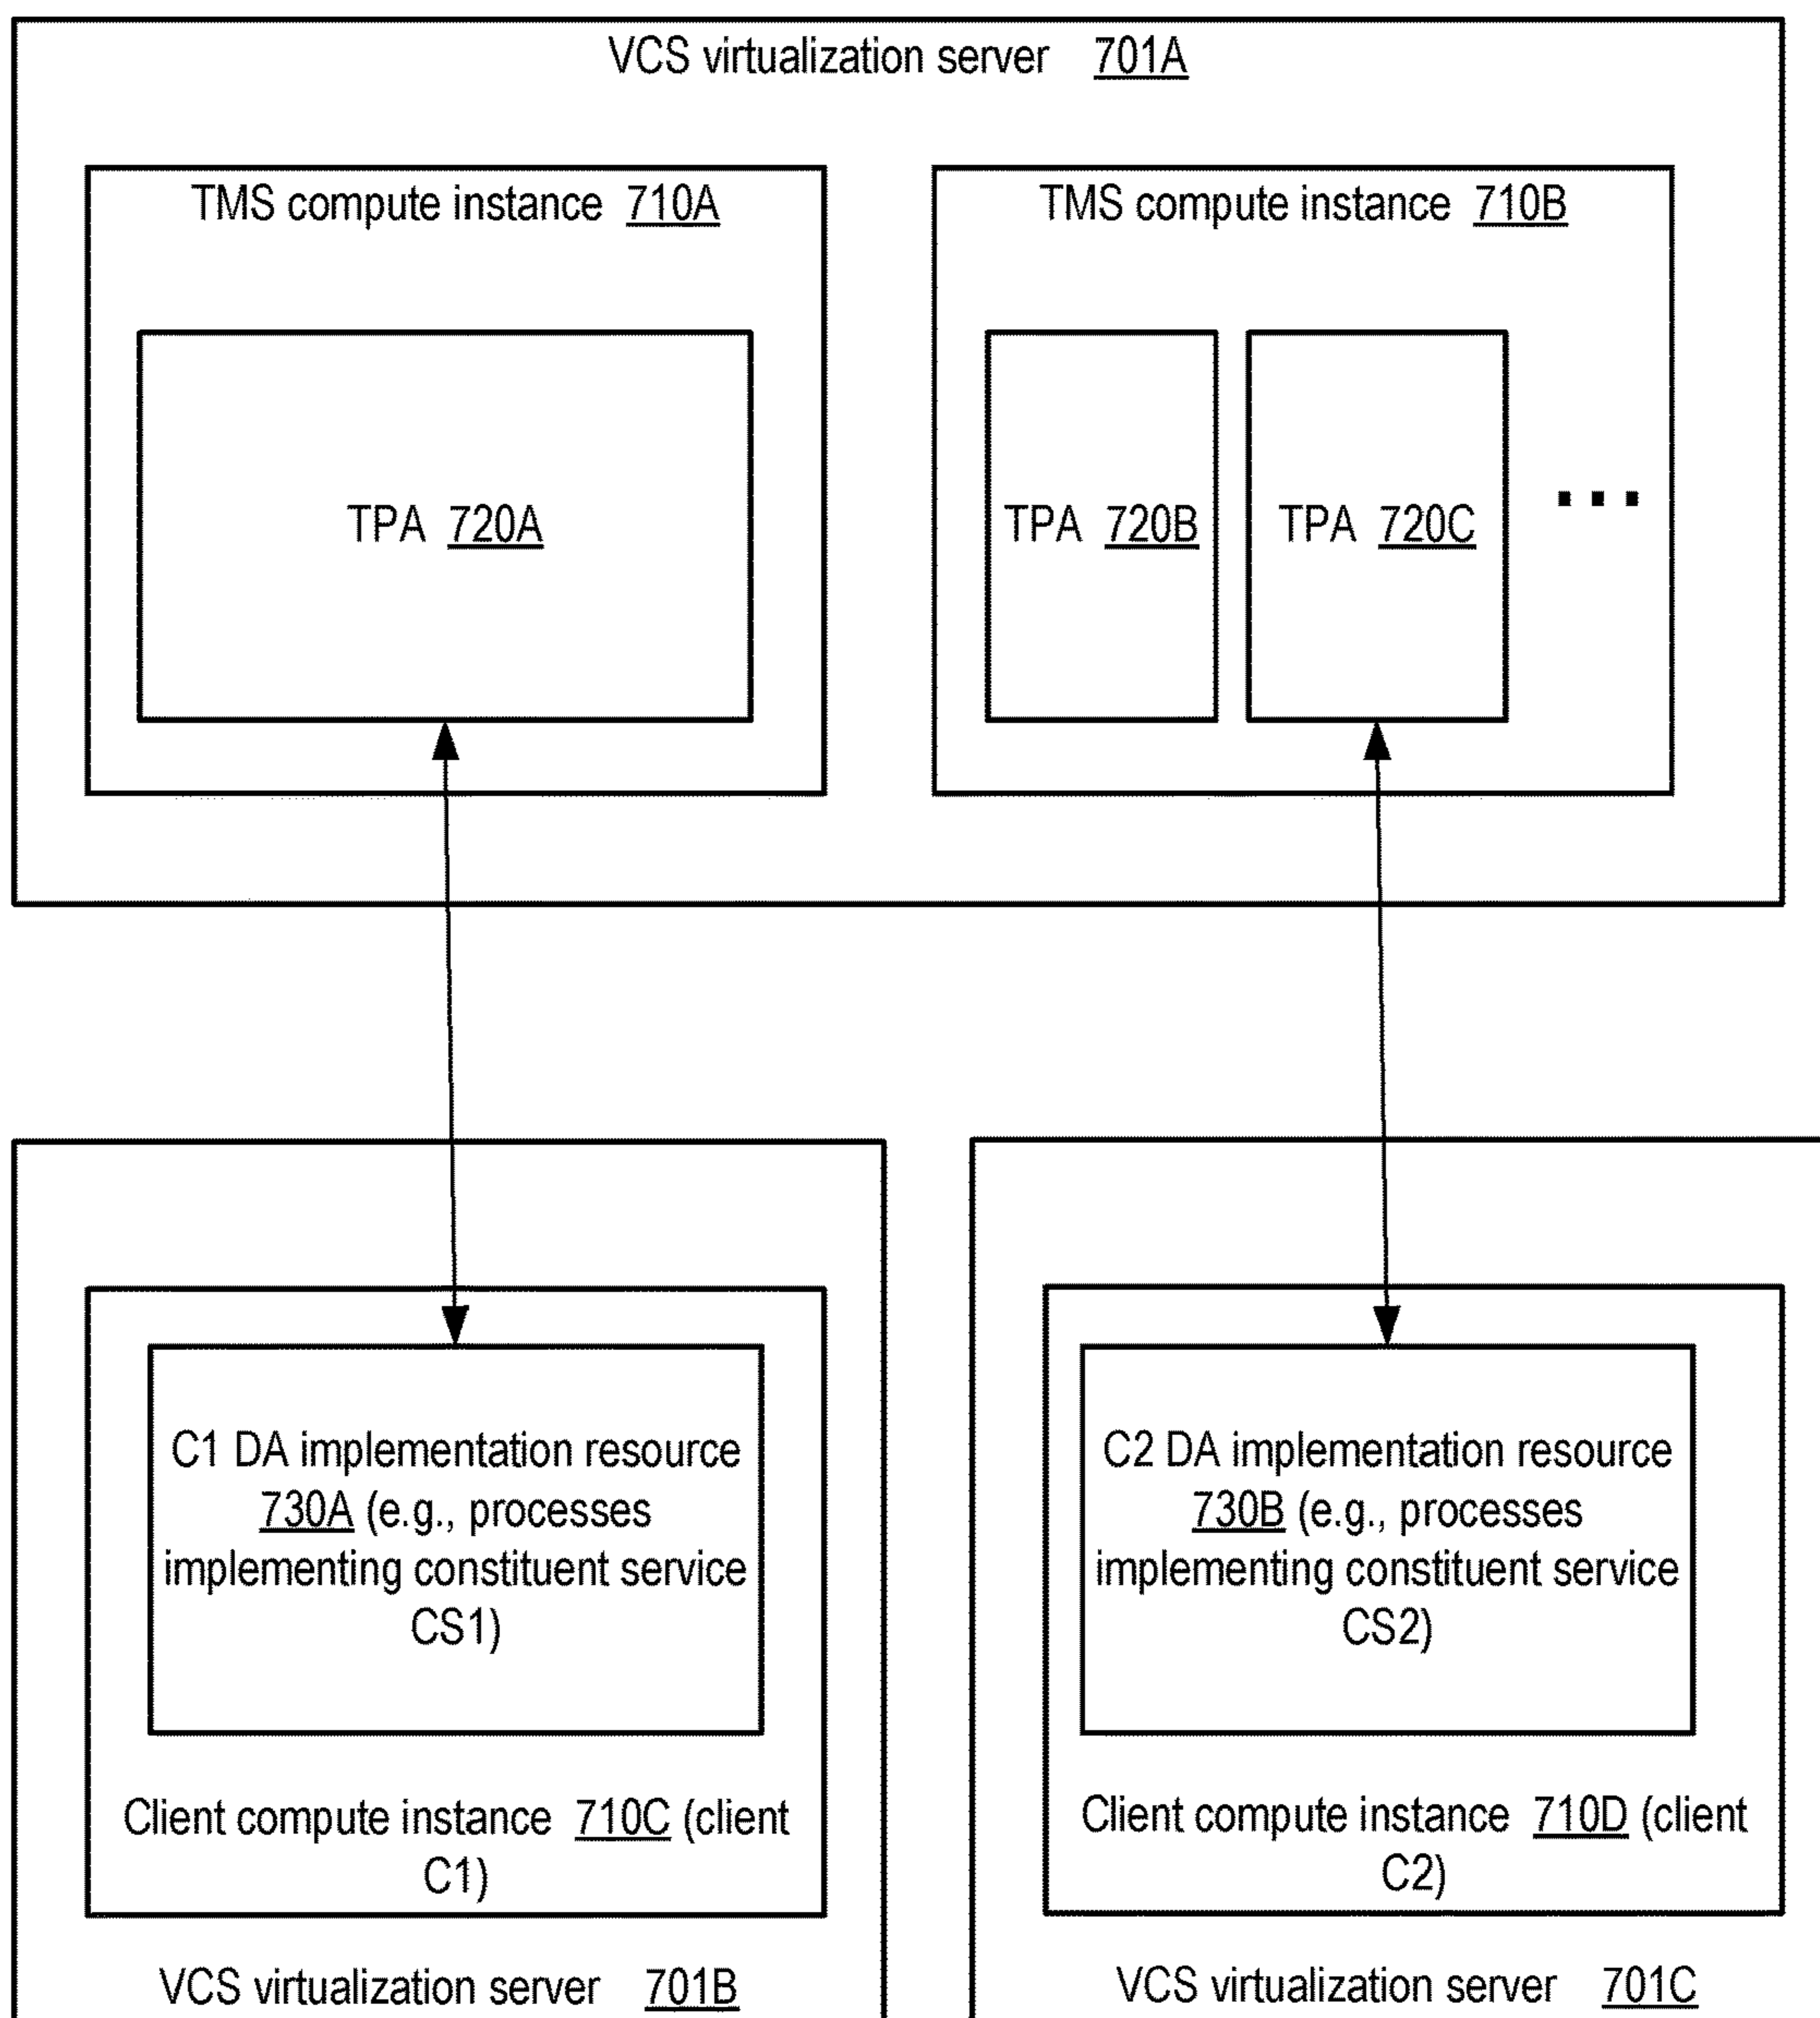 VCS virtualization server 701A
TMS compute instance 710A
TMS compute instance 710B
TPA 720A
TPA 720B
TPA 720C
...
C1 DA implementation resource
730A (e.g., processes
implementing constituent service
CS1)
Client compute instance 710C (client
C1)
VCS virtualization server 701B
C2 DA implementation resource
730B (e.g., processes
implementing constituent service
CS2)
Client compute instance 710D (client
C2)
VCS virtualization server 701C